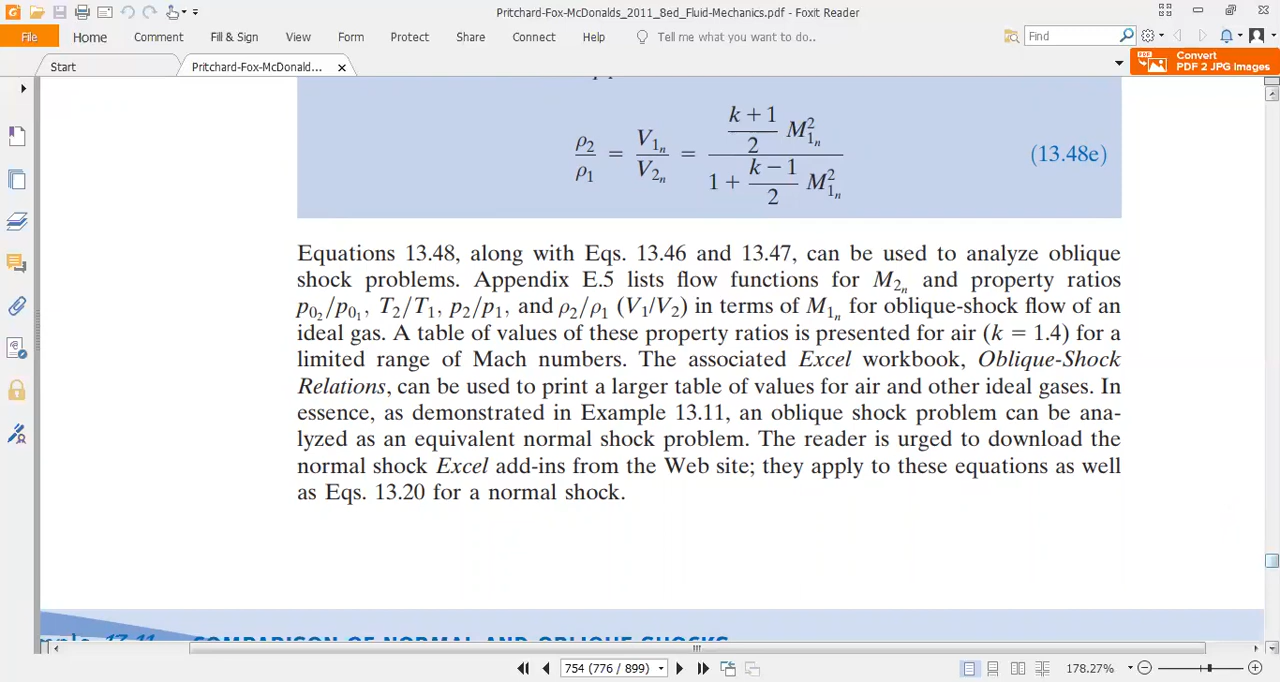 Pritchard-Fox-McDonalds_2011_8ed_Fluid-Mechanics.pdf - Foxit Reader
File Home Comment Fill & Sign View Form Protect Share Connect Help Tell me what you want to do.. Find
Start Pritchard-Fox-McDonald... Convert
PDF 2 JPG Images
ρ2/ρ1 = V1n/V2n = ((k + 1)/2 M²1n)/(1 + (k − 1)/2 M²1n) (13.48e)
Equations 13.48, along with Eqs. 13.46 and 13.47, can be used to analyze oblique
shock problems. Appendix E.5 lists flow functions for M2n and property ratios
p02/p01, T2/T1, p2/p1, and ρ2/ρ1 (V1/V2) in terms of M1n for oblique-shock flow of an
ideal gas. A table of values of these property ratios is presented for air (k = 1.4) for a
limited range of Mach numbers. The associated Excel workbook, Oblique-Shock
Relations, can be used to print a larger table of values for air and other ideal gases. In
essence, as demonstrated in Example 13.11, an oblique shock problem can be ana-
lyzed as an equivalent normal shock problem. The reader is urged to download the
normal shock Excel add-ins from the Web site; they apply to these equations as well
as Eqs. 13.20 for a normal shock.
13.11 COMPARISON OF NORMAL AND OBLIQUE SHOCKS
754 (776 / 899) 178.27%